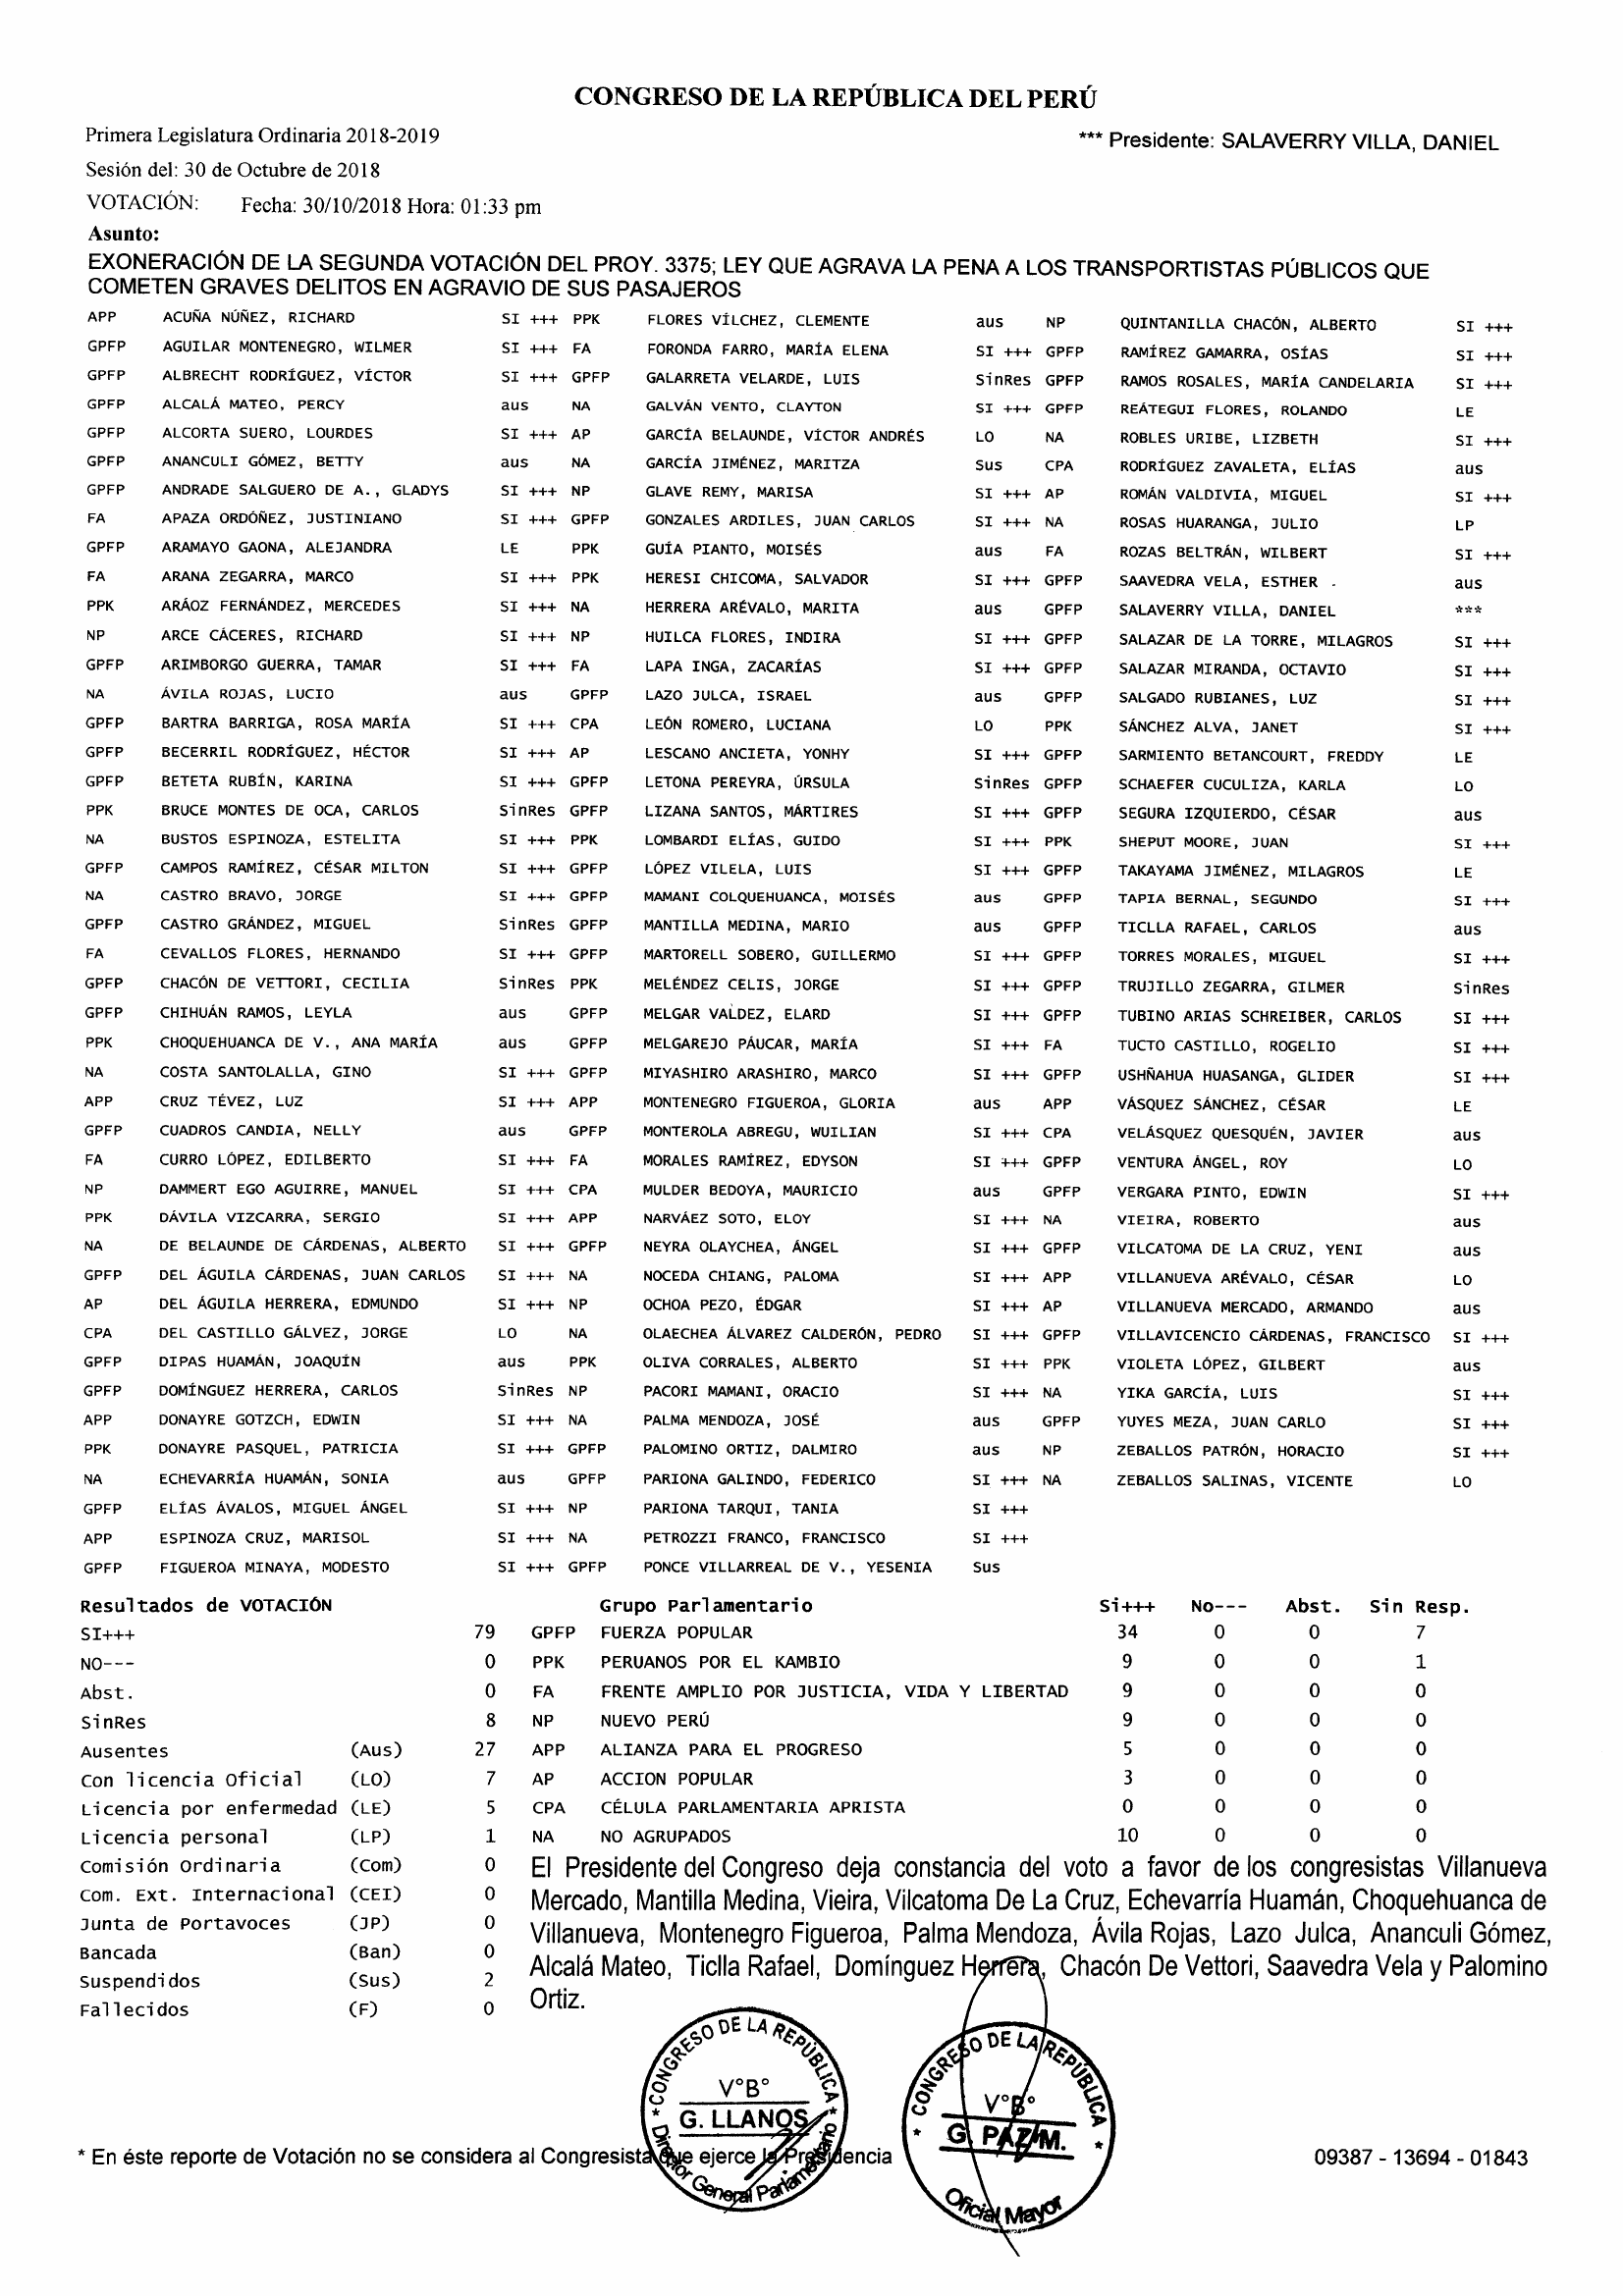 CONGRESO DE LA REPÚBLICA DEL PERÚ
Primera Legislatura Ordinaria 2018-2019 *** Presidente: SALAVERRY VILLA, DANIEL
Sesión del: 30 de Octubre de 2018
VOTACIÓN: Fecha: 30/10/2018 Hora: 01:33 pm
Asunto:
EXONERACIÓN DE LA SEGUNDA VOTACIÓN DEL PROY. 3375; LEY QUE AGRAVA LA PENA A LOS TRANSPORTISTAS PÚBLICOS QUE
COMETEN GRAVES DELITOS EN AGRAVIO DE SUS PASAJEROS
APP ACUÑA NÚÑEZ, RICHARD SI +++ PPK FLORES VÍLCHEZ, CLEMENTE aus NP QUINTANILLA CHACÓN, ALBERTO SI +++
GPFP AGUILAR MONTENEGRO, WILMER SI +++ FA FORONDA FARRO, MARÍA ELENA SI +++ GPFP RAMÍREZ GAMARRA, OSÍAS SI +++
GPFP ALBRECHT RODRÍGUEZ, VÍCTOR SI +++ GPFP GALARRETA VELARDE, LUIS SinRes GPFP RAMOS ROSALES, MARÍA CANDELARIA SI +++
GPFP ALCALÁ MATEO, PERCY aus NA GALVÁN VENTO, CLAYTON SI +++ GPFP REÁTEGUI FLORES, ROLANDO LE
GPFP ALCORTA SUERO, LOURDES SI +++ AP GARCÍA BELAUNDE, VÍCTOR ANDRÉS LO NA ROBLES URIBE, LIZBETH SI +++
GPFP ANANCULI GÓMEZ, BETTY aus NA GARCÍA JIMÉNEZ, MARITZA Sus CPA RODRÍGUEZ ZAVALETA, ELÍAS aus
GPFP ANDRADE SALGUERO DE A., GLADYS SI +++ NP GLAVE REMY, MARISA SI +++ AP ROMÁN VALDIVIA, MIGUEL SI +++
FA APAZA ORDÓÑEZ, JUSTINIANO SI +++ GPFP GONZALES ARDILES, JUAN CARLOS SI +++ NA ROSAS HUARANGA, JULIO LP
GPFP ARAMAYO GAONA, ALEJANDRA LE PPK GUÍA PIANTO, MOISÉS aus FA ROZAS BELTRÁN, WILBERT SI +++
FA ARANA ZEGARRA, MARCO SI +++ PPK HERESI CHICOMA, SALVADOR SI +++ GPFP SAAVEDRA VELA, ESTHER aus
PPK ARÁOZ FERNÁNDEZ, MERCEDES SI +++ NA HERRERA ARÉVALO, MARITA aus GPFP SALAVERRY VILLA, DANIEL ***
NP ARCE CÁCERES, RICHARD SI +++ NP HUILCA FLORES, INDIRA SI +++ GPFP SALAZAR DE LA TORRE, MILAGROS SI +++
GPFP ARIMBORGO GUERRA, TAMAR SI +++ FA LAPA INGA, ZACARÍAS SI +++ GPFP SALAZAR MIRANDA, OCTAVIO SI +++
NA ÁVILA ROJAS, LUCIO aus GPFP LAZO JULCA, ISRAEL aus GPFP SALGADO RUBIANES, LUZ SI +++
GPFP BARTRA BARRIGA, ROSA MARÍA SI +++ CPA LEÓN ROMERO, LUCIANA LO PPK SÁNCHEZ ALVA, JANET SI +++
GPFP BECERRIL RODRÍGUEZ, HÉCTOR SI +++ AP LESCANO ANCIETA, YONHY SI +++ GPFP SARMIENTO BETANCOURT, FREDDY LE
GPFP BETETA RUBÍN, KARINA SI +++ GPFP LETONA PEREYRA, ÚRSULA SinRes GPFP SCHAEFER CUCULIZA, KARLA LO
PPK BRUCE MONTES DE OCA, CARLOS SinRes GPFP LIZANA SANTOS, MÁRTIRES SI +++ GPFP SEGURA IZQUIERDO, CÉSAR aus
NA BUSTOS ESPINOZA, ESTELITA SI +++ PPK LOMBARDI ELÍAS, GUIDO SI +++ PPK SHEPUT MOORE, JUAN SI +++
GPFP CAMPOS RAMÍREZ, CÉSAR MILTON SI +++ GPFP LÓPEZ VILELA, LUIS SI +++ GPFP TAKAYAMA JIMÉNEZ, MILAGROS LE
NA CASTRO BRAVO, JORGE SI +++ GPFP MAMANI COLQUEHUANCA, MOISÉS aus GPFP TAPIA BERNAL, SEGUNDO SI +++
GPFP CASTRO GRÁNDEZ, MIGUEL SinRes GPFP MANTILLA MEDINA, MARIO aus GPFP TICLLA RAFAEL, CARLOS aus
FA CEVALLOS FLORES, HERNANDO SI +++ GPFP MARTORELL SOBERO, GUILLERMO SI +++ GPFP TORRES MORALES, MIGUEL SI +++
GPFP CHACÓN DE VETTORI, CECILIA SinRes PPK MELÉNDEZ CELIS, JORGE SI +++ GPFP TRUJILLO ZEGARRA, GILMER SinRes
GPFP CHIHUÁN RAMOS, LEYLA aus GPFP MELGAR VALDEZ, ELARD SI +++ GPFP TUBINO ARIAS SCHREIBER, CARLOS SI +++
PPK CHOQUEHUANCA DE V., ANA MARÍA aus GPFP MELGAREJO PÁUCAR, MARÍA SI +++ FA TUCTO CASTILLO, ROGELIO SI +++
NA COSTA SANTOLALLA, GINO SI +++ GPFP MIYASHIRO ARASHIRO, MARCO SI +++ GPFP USHÑAHUA HUASANGA, GLIDER SI +++
APP CRUZ TÉVEZ, LUZ SI +++ APP MONTENEGRO FIGUEROA, GLORIA aus APP VÁSQUEZ SÁNCHEZ, CÉSAR LE
GPFP CUADROS CANDIA, NELLY aus GPFP MONTEROLA ABREGU, WUILIAN SI +++ CPA VELÁSQUEZ QUESQUÉN, JAVIER aus
FA CURRO LÓPEZ, EDILBERTO SI +++ FA MORALES RAMÍREZ, EDYSON SI +++ GPFP VENTURA ÁNGEL, ROY LO
NP DAMMERT EGO AGUIRRE, MANUEL SI +++ CPA MULDER BEDOYA, MAURICIO aus GPFP VERGARA PINTO, EDWIN SI +++
PPK DÁVILA VIZCARRA, SERGIO SI +++ APP NARVÁEZ SOTO, ELOY SI +++ NA VIEIRA, ROBERTO aus
NA DE BELAUNDE DE CÁRDENAS, ALBERTO SI +++ GPFP NEYRA OLAYCHEA, ÁNGEL SI +++ GPFP VILCATOMA DE LA CRUZ, YENI aus
GPFP DEL ÁGUILA CÁRDENAS, JUAN CARLOS SI +++ NA NOCEDA CHIANG, PALOMA SI +++ APP VILLANUEVA ARÉVALO, CÉSAR LO
AP DEL ÁGUILA HERRERA, EDMUNDO SI +++ NP OCHOA PEZO, ÉDGAR SI +++ AP VILLANUEVA MERCADO, ARMANDO aus
CPA DEL CASTILLO GÁLVEZ, JORGE LO NA OLAECHEA ÁLVAREZ CALDERÓN, PEDRO SI +++ GPFP VILLAVICENCIO CÁRDENAS, FRANCISCO SI +++
GPFP DIPAS HUAMÁN, JOAQUÍN aus PPK OLIVA CORRALES, ALBERTO SI +++ PPK VIOLETA LÓPEZ, GILBERT aus
GPFP DOMÍNGUEZ HERRERA, CARLOS SinRes NP PACORI MAMANI, ORACIO SI +++ NA YIKA GARCÍA, LUIS SI +++
APP DONAYRE GOTZCH, EDWIN SI +++ NA PALMA MENDOZA, JOSÉ aus GPFP YUYES MEZA, JUAN CARLO SI +++
PPK DONAYRE PASQUEL, PATRICIA SI +++ GPFP PALOMINO ORTIZ, DALMIRO aus NP ZEBALLOS PATRÓN, HORACIO SI +++
NA ECHEVARRÍA HUAMÁN, SONIA aus GPFP PARIONA GALINDO, FEDERICO SI +++ NA ZEBALLOS SALINAS, VICENTE LO
GPFP ELÍAS ÁVALOS, MIGUEL ÁNGEL SI +++ NP PARIONA TARQUI, TANIA SI +++
APP ESPINOZA CRUZ, MARISOL SI +++ NA PETROZZI FRANCO, FRANCISCO SI +++
GPFP FIGUEROA MINAYA, MODESTO SI +++ GPFP PONCE VILLARREAL DE V., YESENIA Sus
Resultados de VOTACIÓN Grupo Parlamentario Si+++ No--- Abst. Sin Resp.
SI+++ 79 GPFP FUERZA POPULAR 34 0 0 7
NO--- 0 PPK PERUANOS POR EL KAMBIO 9 0 0 1
Abst. 0 FA FRENTE AMPLIO POR JUSTICIA, VIDA Y LIBERTAD 9 0 0 0
SinRes 8 NP NUEVO PERÚ 9 0 0 0
Ausentes (Aus) 27 APP ALIANZA PARA EL PROGRESO 5 0 0 0
Con licencia Oficial (LO) 7 AP ACCION POPULAR 3 0 0 0
Licencia por enfermedad (LE) 5 CPA CÉLULA PARLAMENTARIA APRISTA 0 0 0 0
Licencia personal (LP) 1 NA NO AGRUPADOS 10 0 0 0
Comisión Ordinaria (Com) 0
Com. Ext. Internacional (CEI) 0
Junta de Portavoces (JP) 0
Bancada (Ban) 0
Suspendidos (Sus) 2
Fallecidos (F) 0
El Presidente del Congreso deja constancia del voto a favor de los congresistas Villanueva
Mercado, Mantilla Medina, Vieira, Vilcatoma De La Cruz, Echevarría Huamán, Choquehuanca de
Villanueva, Montenegro Figueroa, Palma Mendoza, Ávila Rojas, Lazo Julca, Ananculi Gómez,
Alcalá Mateo, Ticlla Rafael, Domínguez Herrera, Chacón De Vettori, Saavedra Vela y Palomino
Ortiz.
* CONGRESO DE LA REPÚBLICA *
V°B°
G. LLANOS
Director General Parlamentario
* CONGRESO DE LA REPÚBLICA *
V°B°
G. PAZ M.
Oficial Mayor
* En éste reporte de Votación no se considera al Congresista que ejerce la Presidencia 09387 - 13694 - 01843